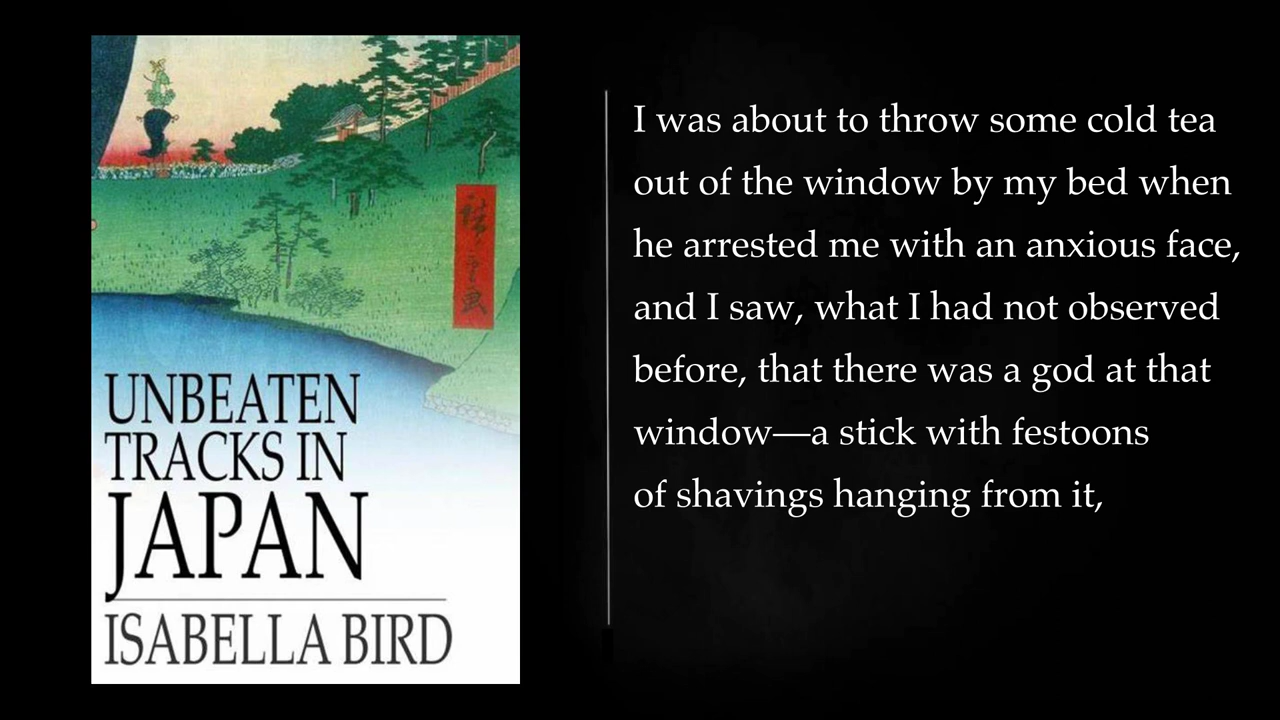 UNBEATEN
TRACKS IN
JAPAN
ISABELLA BIRD
I was about to throw some cold tea
out of the window by my bed when
he arrested me with an anxious face,
and I saw, what I had not observed
before, that there was a god at that
window—a stick with festoons
of shavings hanging from it,